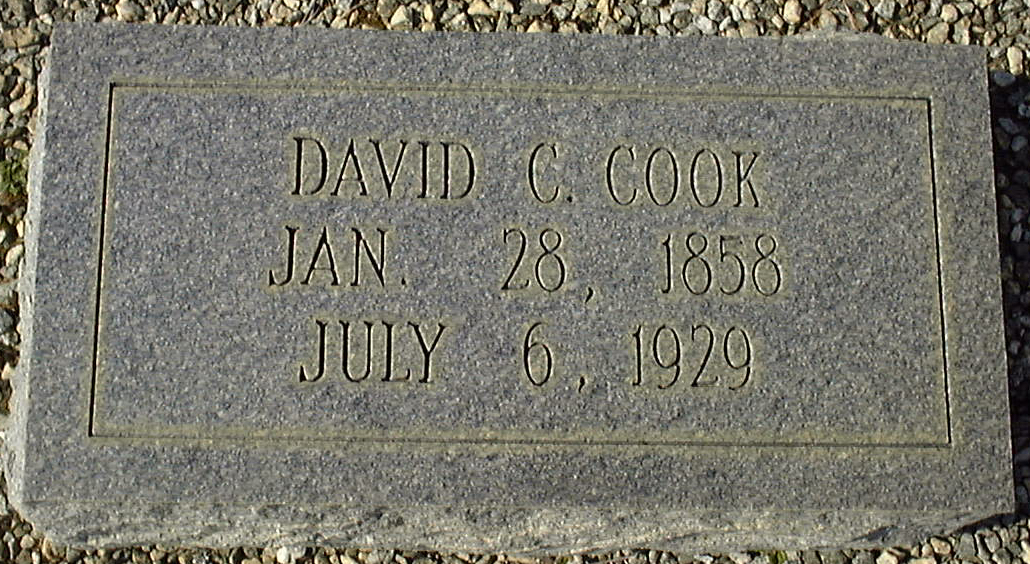 DAVID C. COOK
JAN. 28, 1858
JULY 6, 1929